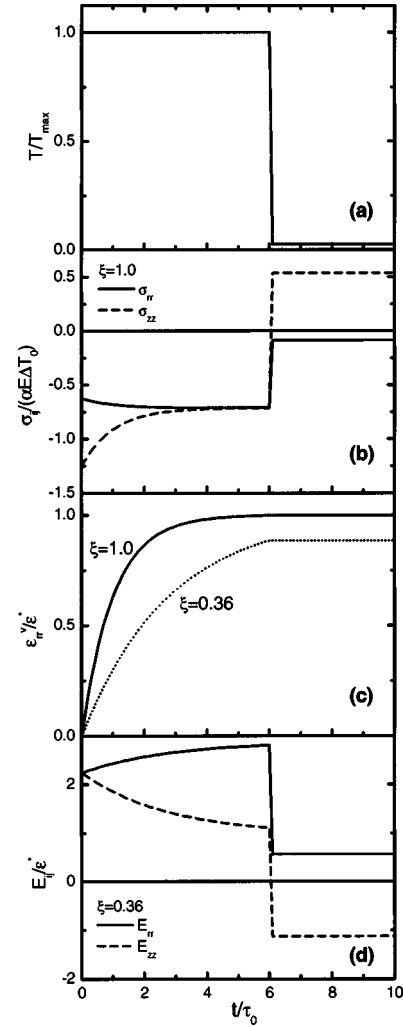 1.0
0.5
0.0
T/T_max
(a)
0.5
0.0
-0.5
-1.0
-1.5
σ_ij/(αEΔT_0)
ξ=1.0
σ_rr
σ_zz
(b)
1.0
0.5
0.0
ε_rr^v/ε^*
ξ=1.0
ξ=0.36
(c)
2
0
-2
E_ij/ε^*
ξ=0.36
E_rr
E_zz
(d)
0 2 4 6 8 10
t/τ_0